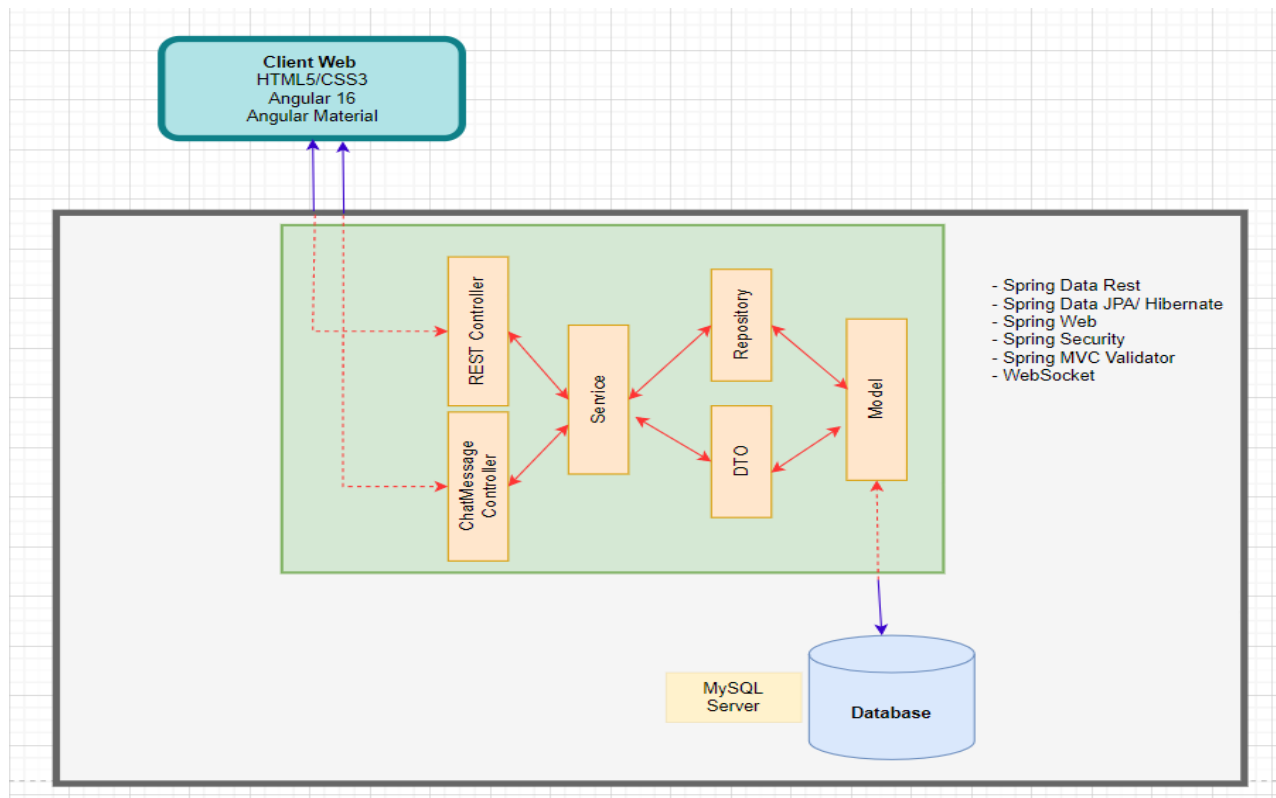 Client Web
HTML5/CSS3
Angular 16
Angular Material
REST Controller
ChatMessage
Controller
Service
Repository
DTO
Model
- Spring Data Rest
- Spring Data JPA/ Hibernate
- Spring Web
- Spring Security
- Spring MVC Validator
- WebSocket
MySQL
Server
Database